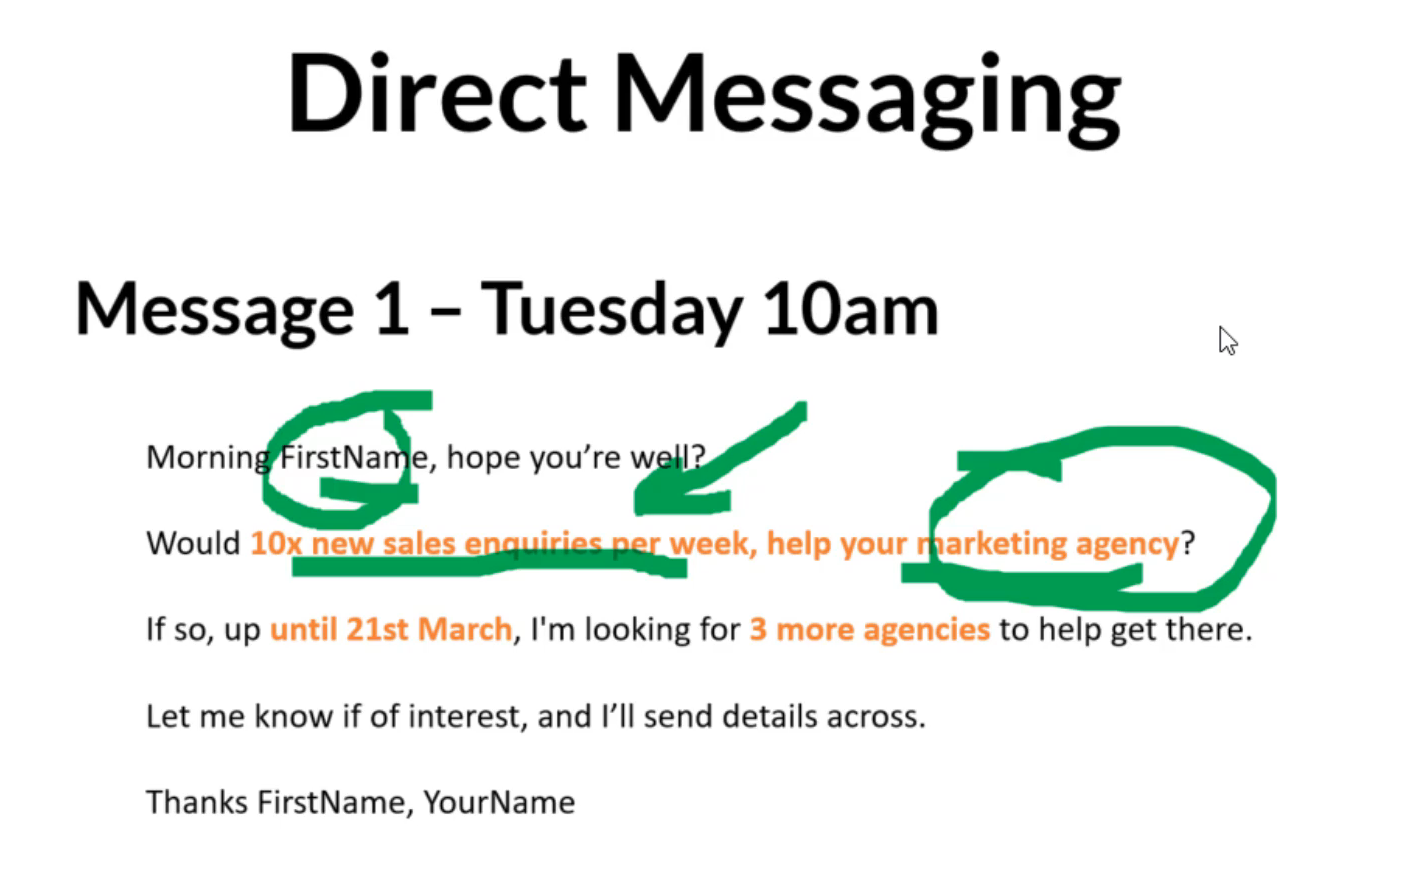 Direct Messaging
Message 1 – Tuesday 10am
Morning FirstName, hope you’re well?
Would 10x new sales enquiries per week, help your marketing agency?
If so, up until 21st March, I'm looking for 3 more agencies to help get there.
Let me know if of interest, and I’ll send details across.
Thanks FirstName, YourName